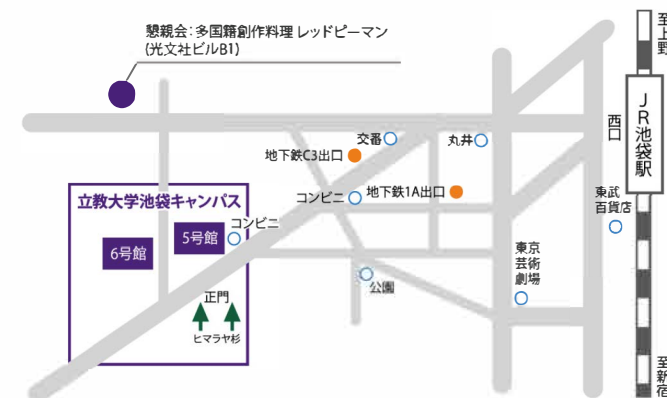 懇親会：多国籍創作料理 レッドピーマン
(光文社ビルB1)
至上野
JR池袋駅
西口
交番
丸井
地下鉄C3出口
地下鉄1A出口
コンビニ
東武
百貨店
立教大学池袋キャンパス
コンビニ
5号館
6号館
東京
芸術
劇場
公園
正門
ヒマラヤ杉
至新宿